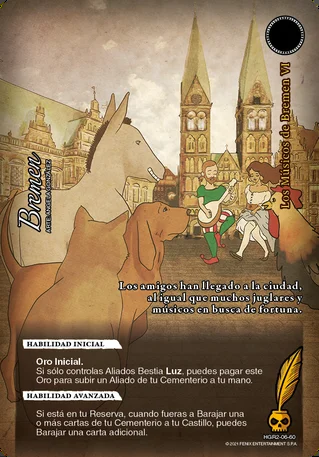 Los Músicos de Bremen VI
Bremen
ARTE: ANGELA GONZÁLEZ
Los amigos han llegado a la ciudad,
al igual que muchos juglares y
músicos en busca de fortuna.
HABILIDAD INICIAL
Oro Inicial.
Si sólo controlas Aliados Bestia Luz, puedes pagar este
Oro para subir un Aliado de tu Cementerio a tu mano.
HABILIDAD AVANZADA
Si está en tu Reserva, cuando fueras a Barajar una
o más cartas de tu Cementerio a tu Castillo, puedes
Barajar una carta adicional.
HGR2-06-60
© 2021 FENIX ENTERTAINMENT S.P.A.